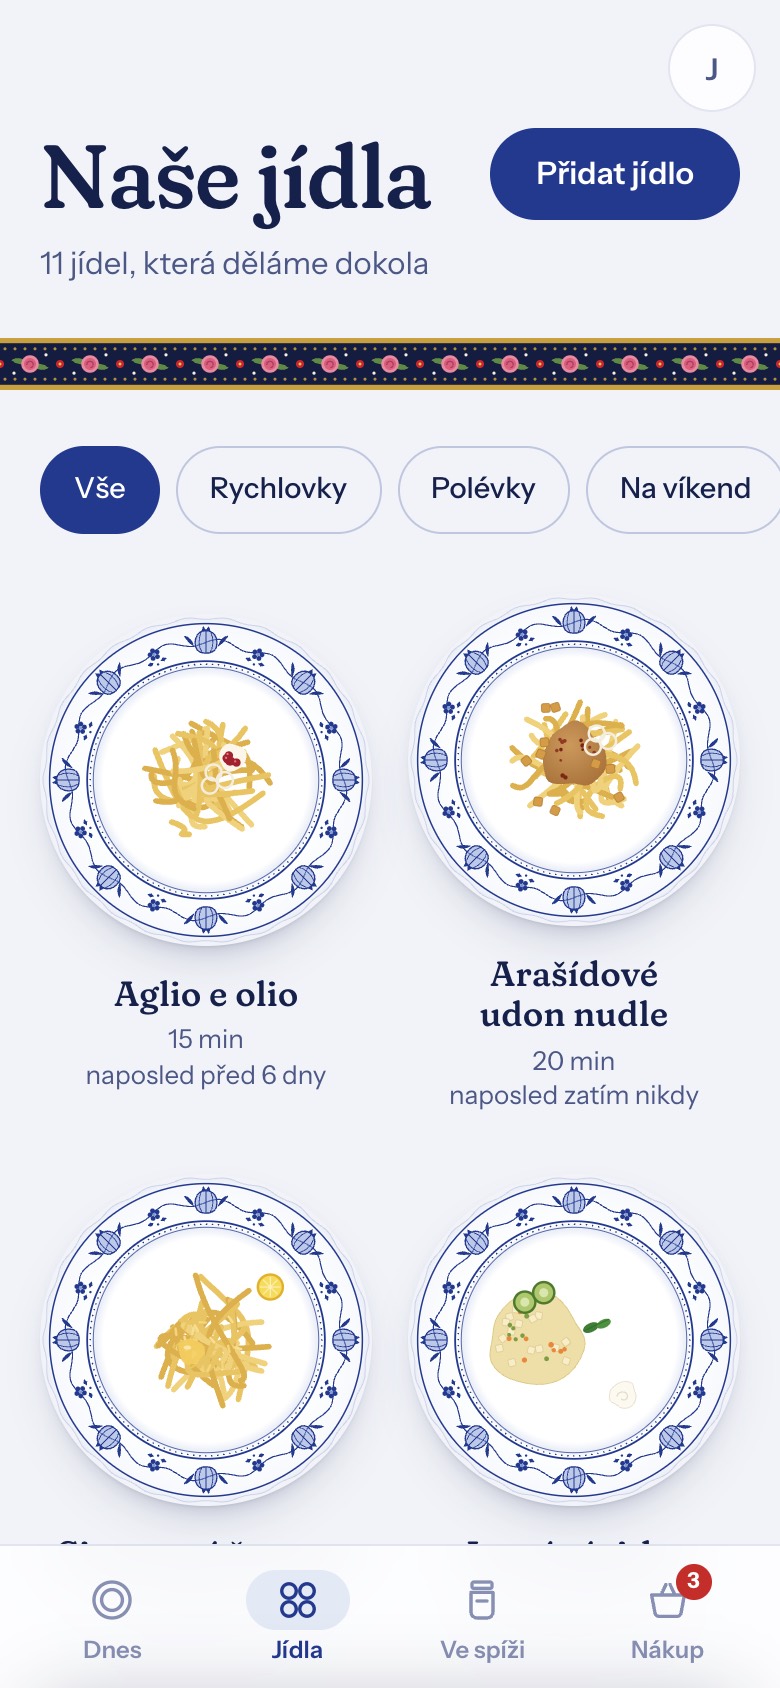 J
Naše jídla
Přidat jídlo
11 jídel, která děláme dokola
Vše
Rychlovky
Polévky
Na víkend
Aglio e olio
15 min
naposled před 6 dny
Arašídové
udon nudle
20 min
naposled zatím nikdy
Dnes
Jídla
Ve spíži
3
Nákup